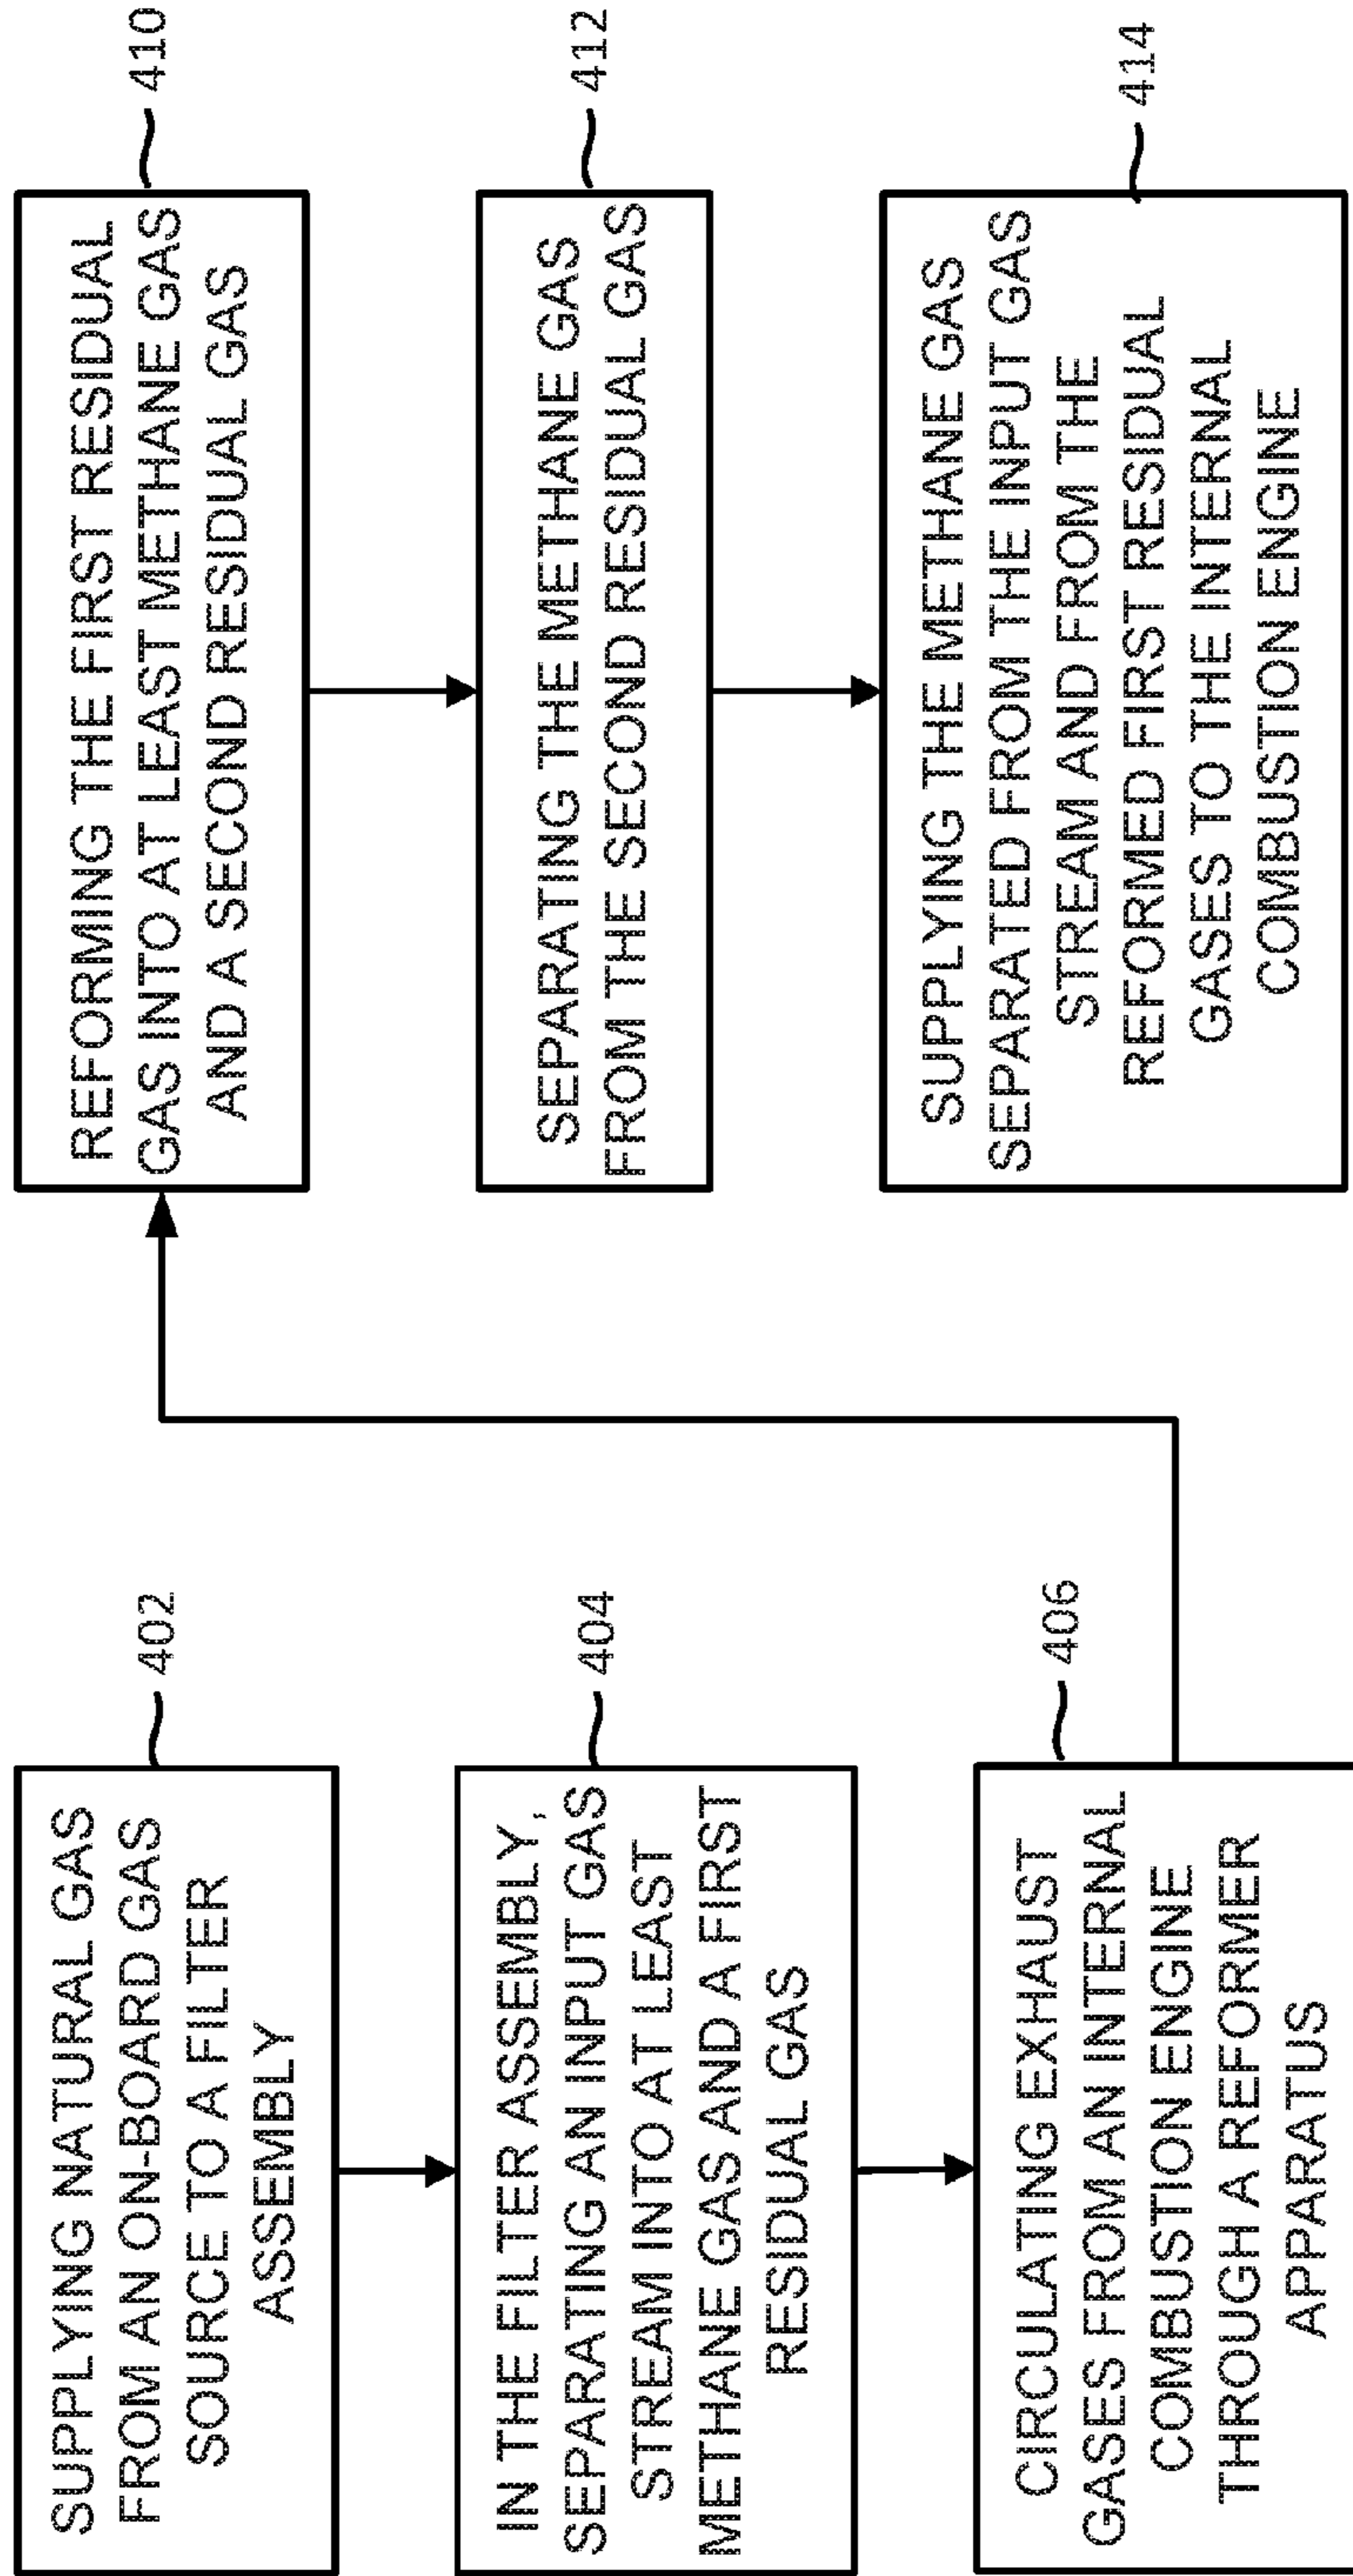 SUPPLYING NATURAL GAS
FROM AN ON-BOARD GAS
SOURCE TO A FILTER
ASSEMBLY
402
IN THE FILTER ASSEMBLY,
SEPARATING AN INPUT GAS
STREAM INTO AT LEAST
METHANE GAS AND A FIRST
RESIDUAL GAS
404
CIRCULATING EXHAUST
GASES FROM AN INTERNAL
COMBUSTION ENGINE
THROUGH A REFORMER
APPARATUS
406
REFORMING THE FIRST RESIDUAL
GAS INTO AT LEAST METHANE GAS
AND A SECOND RESIDUAL GAS
410
SEPARATING THE METHANE GAS
FROM THE SECOND RESIDUAL GAS
412
SUPPLYING THE METHANE GAS
SEPARATED FROM THE INPUT GAS
STREAM AND FROM THE
REFORMED FIRST RESIDUAL
GASES TO THE INTERNAL
COMBUSTION ENGINE
414